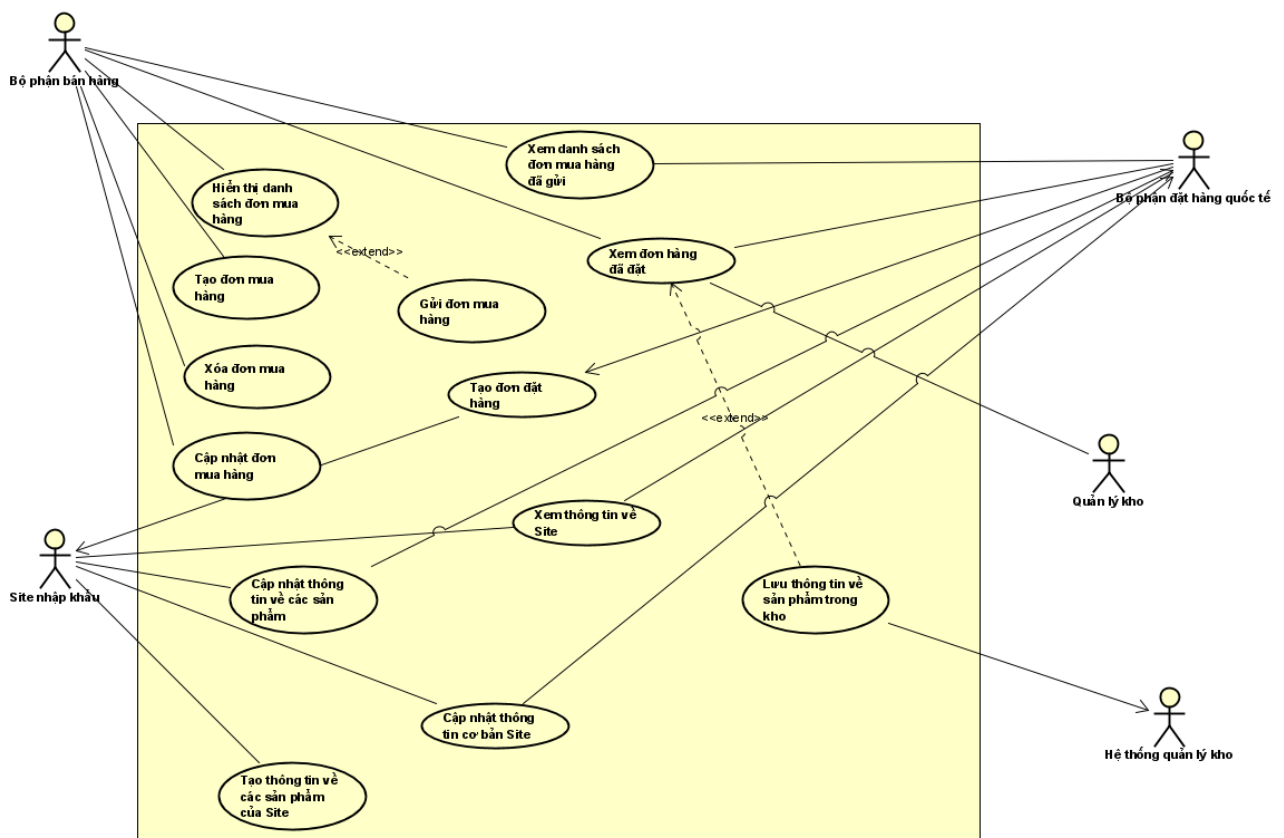 Bộ phận bán hàng
Xem danh sách
đơn mua hàng
đã gửi
Bộ phận đặt hàng quốc tế
Hiển thị danh
sách đơn mua
hàng
<<extend>>
Xem đơn hàng
đã đặt
Tạo đơn mua
hàng
Gửi đơn mua
hàng
Xóa đơn mua
hàng
Tạo đơn đặt
hàng
<<extend>>
Cập nhật đơn
mua hàng
Quản lý kho
Xem thông tin về
Site
Site nhập khẩu
Cập nhật thông
tin về các sản
phẩm
Lưu thông tin về
sản phẩm trong
kho
Cập nhật thông
tin cơ bản Site
Hệ thống quản lý kho
Tạo thông tin về
các sản phẩm
của Site